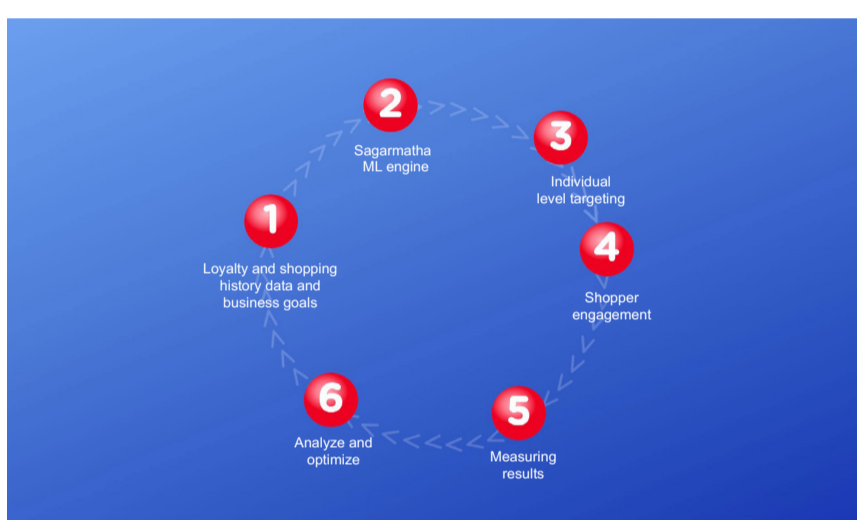 1
Loyalty and shopping
history data and
business goals
2
Sagarmatha
ML engine
3
Individual
level targeting
4
Shopper
engagement
5
Measuring
results
6
Analyze and
optimize